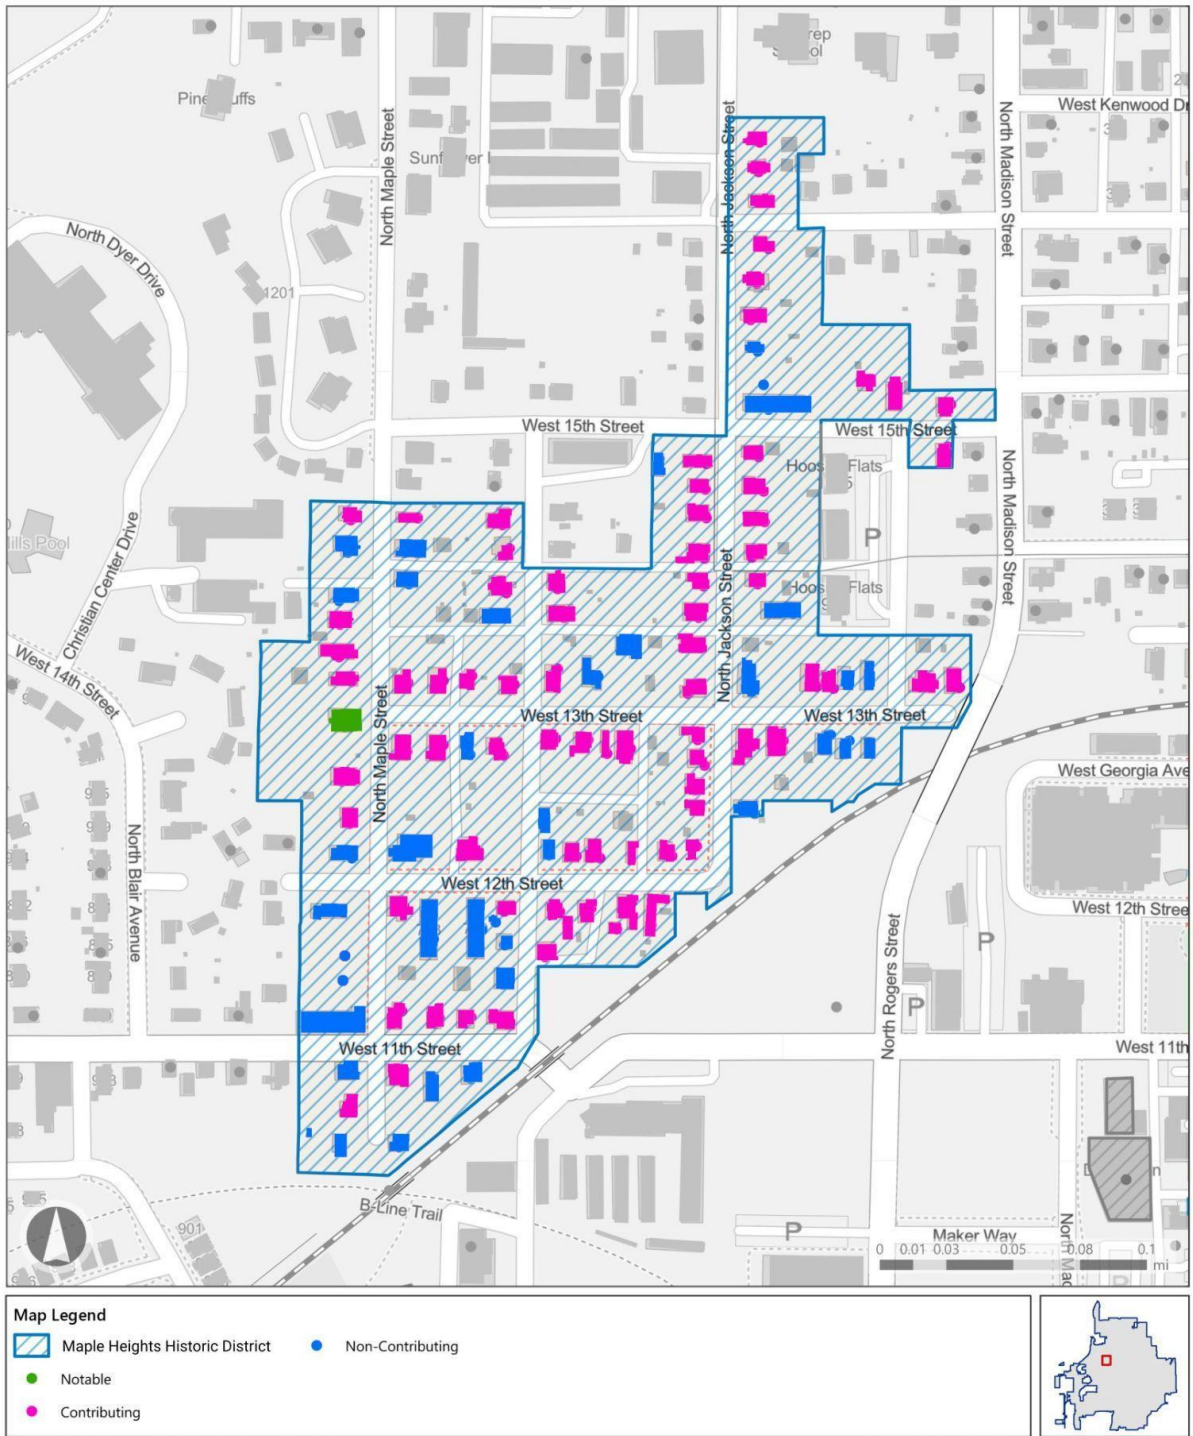 North Maple Street
North Jackson Street
West Kenwood Dr
North Madison Street
North Dyer Drive
1201
West 15th Street
West 15th Street
Flats
P
North Madison Street
Christian Center Drive
North Jackson Street
Flats
West 14th Street
North Maple Street
West 13th Street
West 13th Street
West Georgia Ave
North Blair Avenue
West 12th Street
West 12th Stree
P
P
North Rogers Street
West 11th Street
West 11th
B-Line Trail
901
P
Maker Way
0 0.01 0.03 0.05 0.08 0.1
mi
Map Legend
Maple Heights Historic District
Non-Contributing
Notable
Contributing